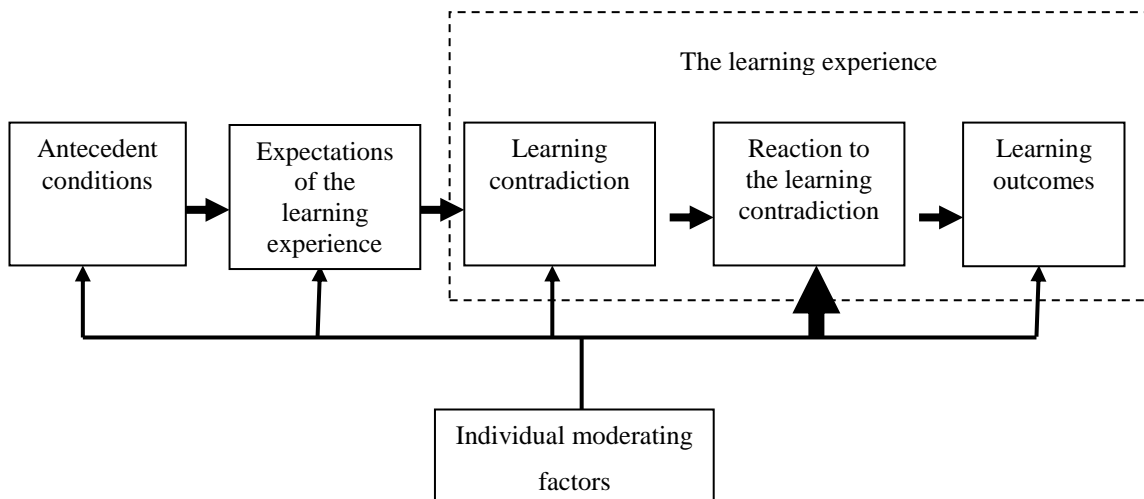 The learning experience
Antecedent
conditions
Expectations
of the
learning
experience
Learning
contradiction
Reaction to
the learning
contradiction
Learning
outcomes
Individual moderating
factors